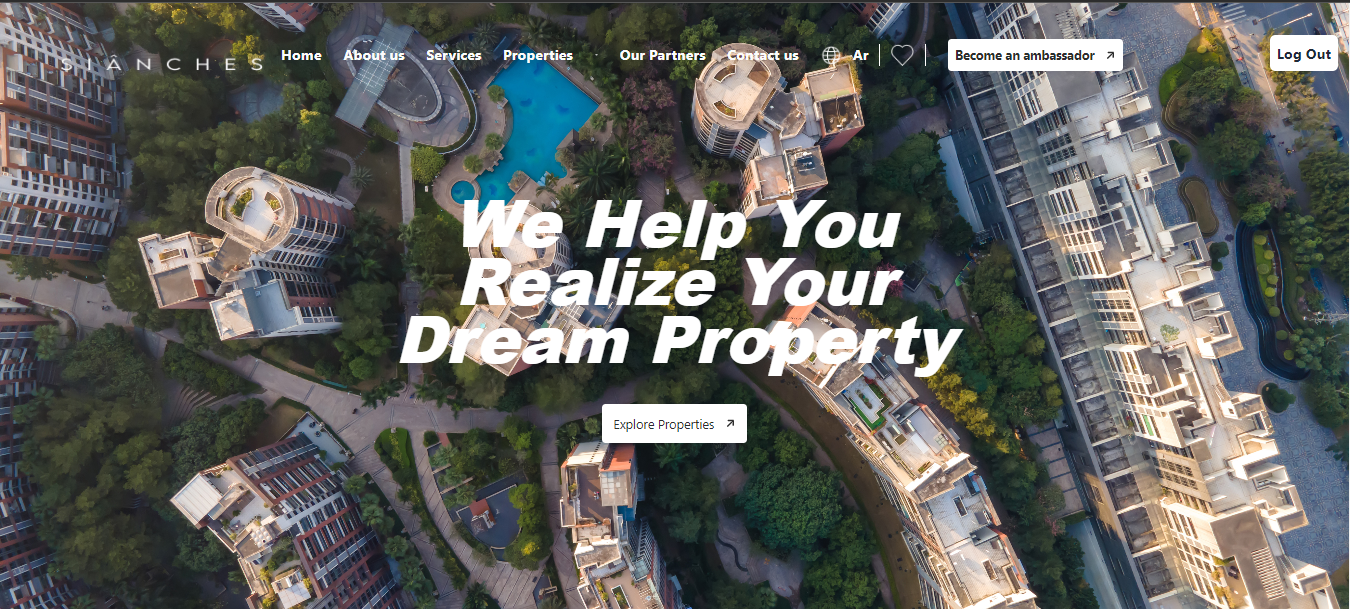 SIÂNCHES
Home About us Services Properties Our Partners Contact us Ar Become an ambassador Log Out
We Help You
Realize Your
Dream Property
Explore Properties